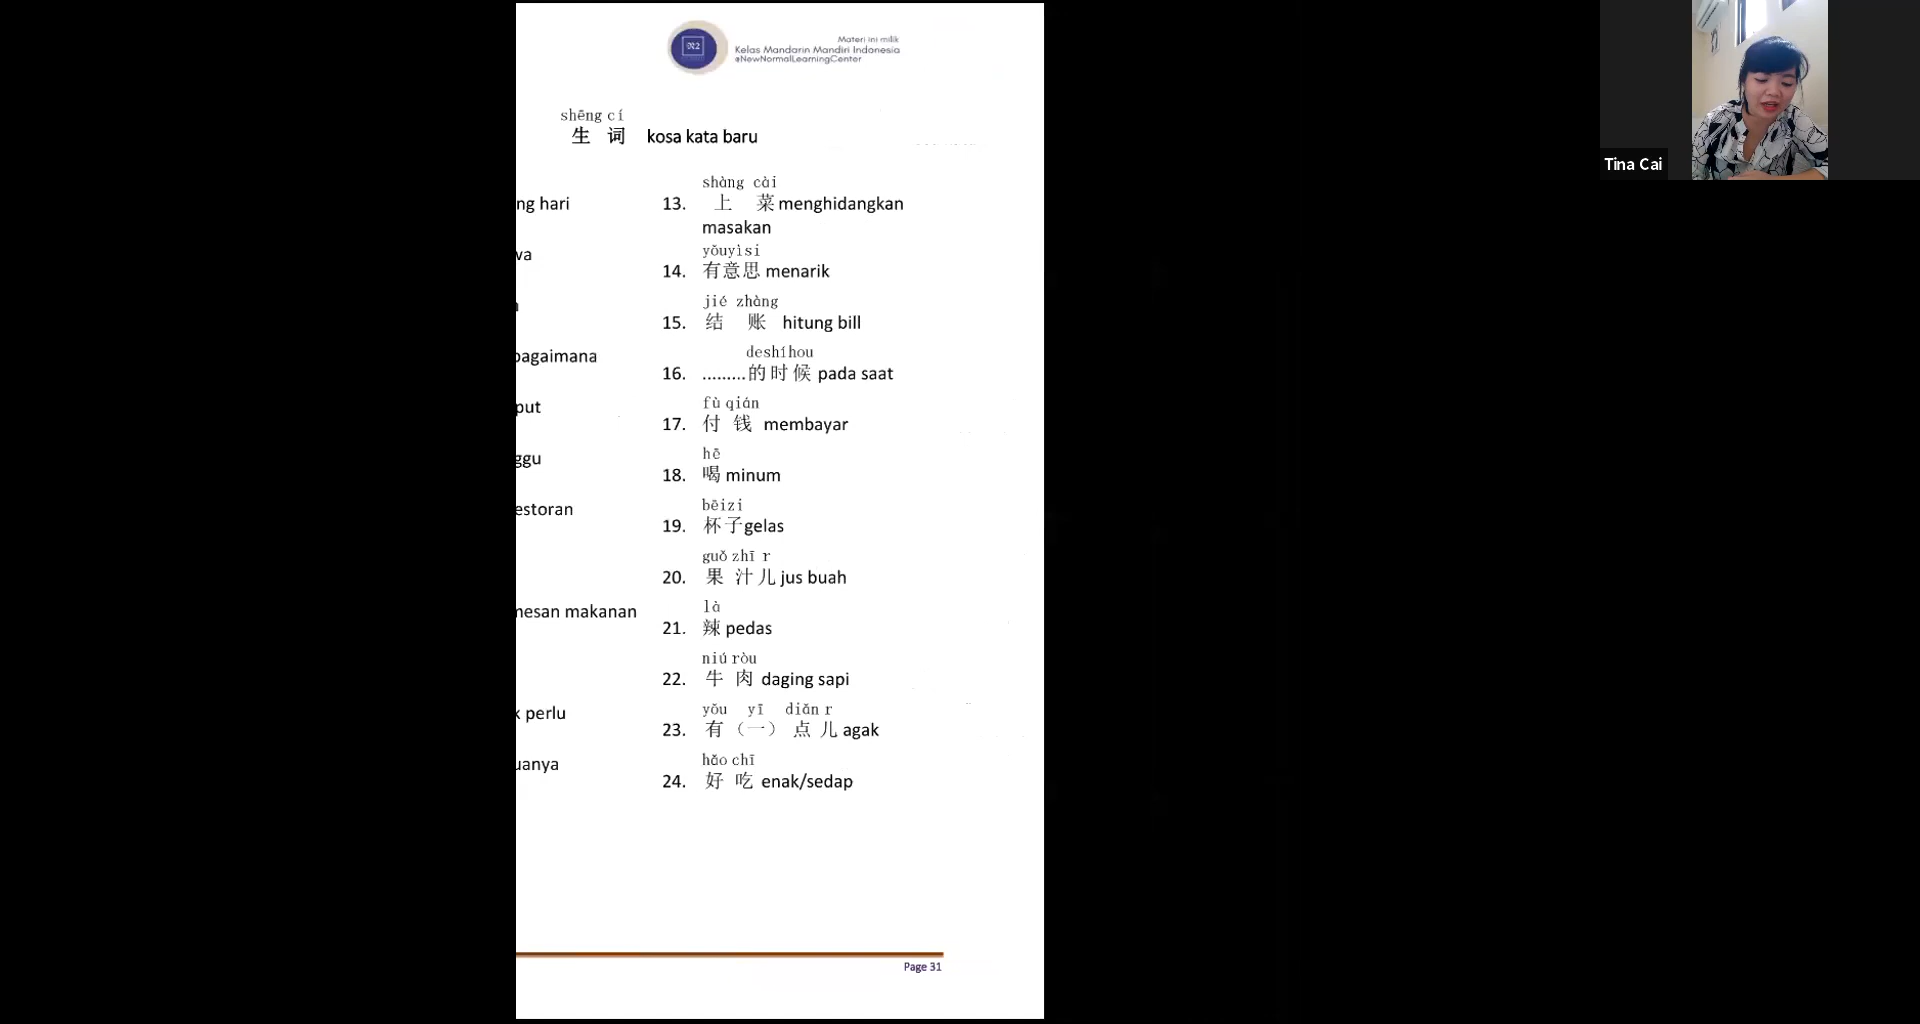 Materi ini milik
Kelas Mandarin Mandiri Indonesia
@NewNormalLearningCenter
shēng cí
生 词 kosa kata baru
ng hari
bagaimana
put
ggu
estoran
mesan makanan
perlu
uanya
shàng cài
13. 上 菜 menghidangkan
masakan
yǒuyìsi
14. 有意思 menarik
jié zhàng
15. 结 账 hitung bill
deshíhou
16. .........的时候 pada saat
fù qián
17. 付 钱 membayar
hē
18. 喝 minum
bēizi
19. 杯子 gelas
guǒ zhī r
20. 果 汁 儿 jus buah
là
21. 辣 pedas
niú ròu
22. 牛 肉 daging sapi
yǒu yī diǎn r
23. 有（一）点 儿 agak
hǎo chī
24. 好 吃 enak/sedap
Page 31
Tina Cai